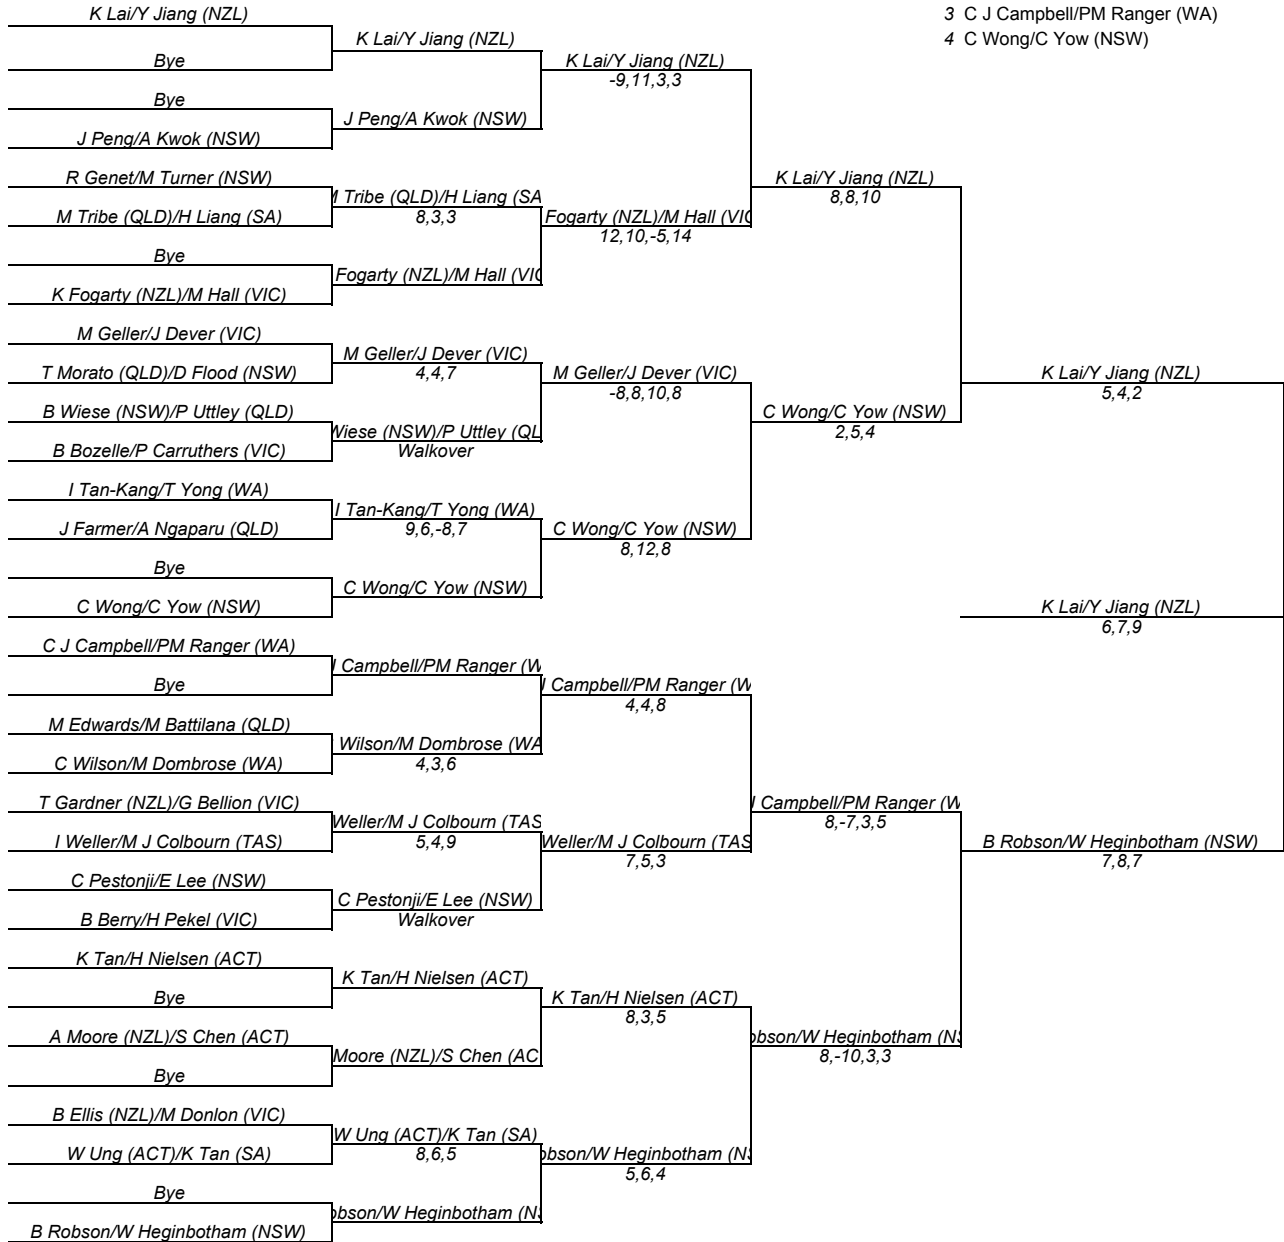 K Lai/Y Jiang (NZL)
Bye
Bye
J Peng/A Kwok (NSW)
R Genet/M Turner (NSW)
M Tribe (QLD)/H Liang (SA)
Bye
K Fogarty (NZL)/M Hall (VIC)
M Geller/J Dever (VIC)
T Morato (QLD)/D Flood (NSW)
B Wiese (NSW)/P Uttley (QLD)
B Bozelle/P Carruthers (VIC)
I Tan-Kang/T Yong (WA)
J Farmer/A Ngaparu (QLD)
Bye
C Wong/C Yow (NSW)
C J Campbell/PM Ranger (WA)
Bye
M Edwards/M Battilana (QLD)
C Wilson/M Dombrose (WA)
T Gardner (NZL)/G Bellion (VIC)
I Weller/M J Colbourn (TAS)
C Pestonji/E Lee (NSW)
B Berry/H Pekel (VIC)
K Tan/H Nielsen (ACT)
Bye
A Moore (NZL)/S Chen (ACT)
Bye
B Ellis (NZL)/M Donlon (VIC)
W Ung (ACT)/K Tan (SA)
Bye
B Robson/W Heginbotham (NSW)
K Lai/Y Jiang (NZL)
J Peng/A Kwok (NSW)
M Tribe (QLD)/H Liang (SA
8,3,3
Fogarty (NZL)/M Hall (VIC
M Geller/J Dever (VIC)
4,4,7
Wiese (NSW)/P Uttley (QL
Walkover
I Tan-Kang/T Yong (WA)
9,6,-8,7
C Wong/C Yow (NSW)
J Campbell/PM Ranger (W
Wilson/M Dombrose (WA
4,3,6
Weller/M J Colbourn (TAS
5,4,9
C Pestonji/E Lee (NSW)
Walkover
K Tan/H Nielsen (ACT)
Moore (NZL)/S Chen (AC
W Ung (ACT)/K Tan (SA)
8,6,5
obson/W Heginbotham (NS
K Lai/Y Jiang (NZL)
-9,11,3,3
Fogarty (NZL)/M Hall (VIC
12,10,-5,14
M Geller/J Dever (VIC)
-8,8,10,8
C Wong/C Yow (NSW)
8,12,8
J Campbell/PM Ranger (W
4,4,8
Weller/M J Colbourn (TAS
7,5,3
K Tan/H Nielsen (ACT)
8,3,5
obson/W Heginbotham (NS
5,6,4
K Lai/Y Jiang (NZL)
8,8,10
C Wong/C Yow (NSW)
2,5,4
J Campbell/PM Ranger (W
8,-7,3,5
obson/W Heginbotham (NS
8,-10,3,3
3 C J Campbell/PM Ranger (WA)
4 C Wong/C Yow (NSW)
K Lai/Y Jiang (NZL)
5,4,2
K Lai/Y Jiang (NZL)
6,7,9
B Robson/W Heginbotham (NSW)
7,8,7